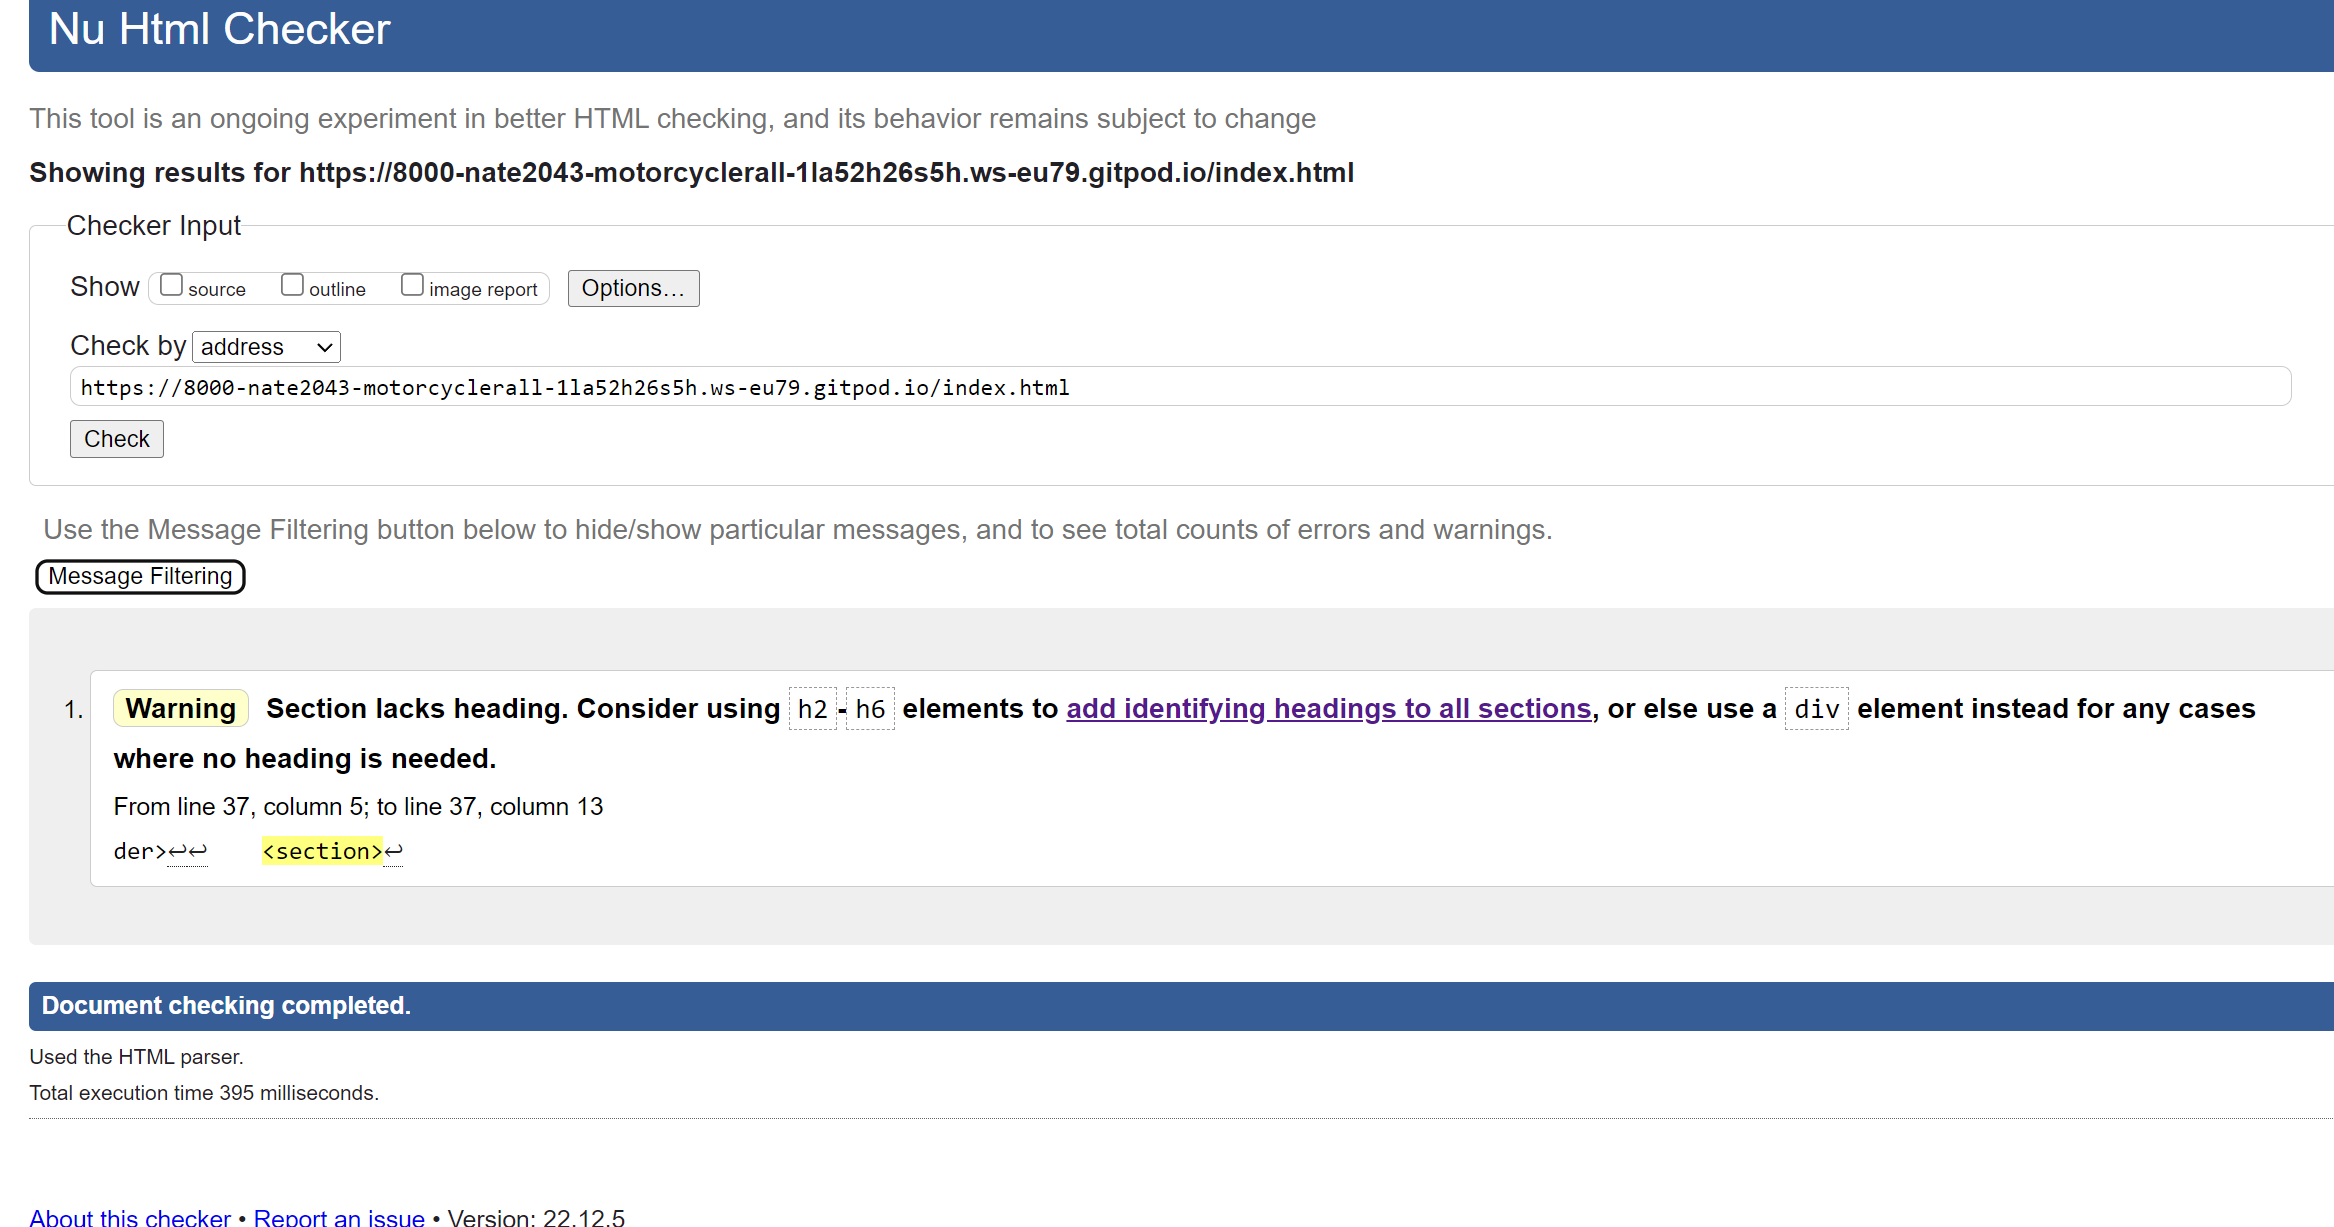 Nu Html Checker
This tool is an ongoing experiment in better HTML checking, and its behavior remains subject to change
Showing results for https://8000-nate2043-motorcyclerall-1la52h26s5h.ws-eu79.gitpod.io/index.html
Checker Input
Show source outline image report Options...
Check by address
https://8000-nate2043-motorcyclerall-1la52h26s5h.ws-eu79.gitpod.io/index.html
Check
Use the Message Filtering button below to hide/show particular messages, and to see total counts of errors and warnings.
Message Filtering
1. Warning Section lacks heading. Consider using h2-h6 elements to add identifying headings to all sections, or else use a div element instead for any cases
where no heading is needed.
From line 37, column 5; to line 37, column 13
der>↩↩ <section>↩
Document checking completed.
Used the HTML parser.
Total execution time 395 milliseconds.
About this checker • Report an issue • Version: 22.12.5